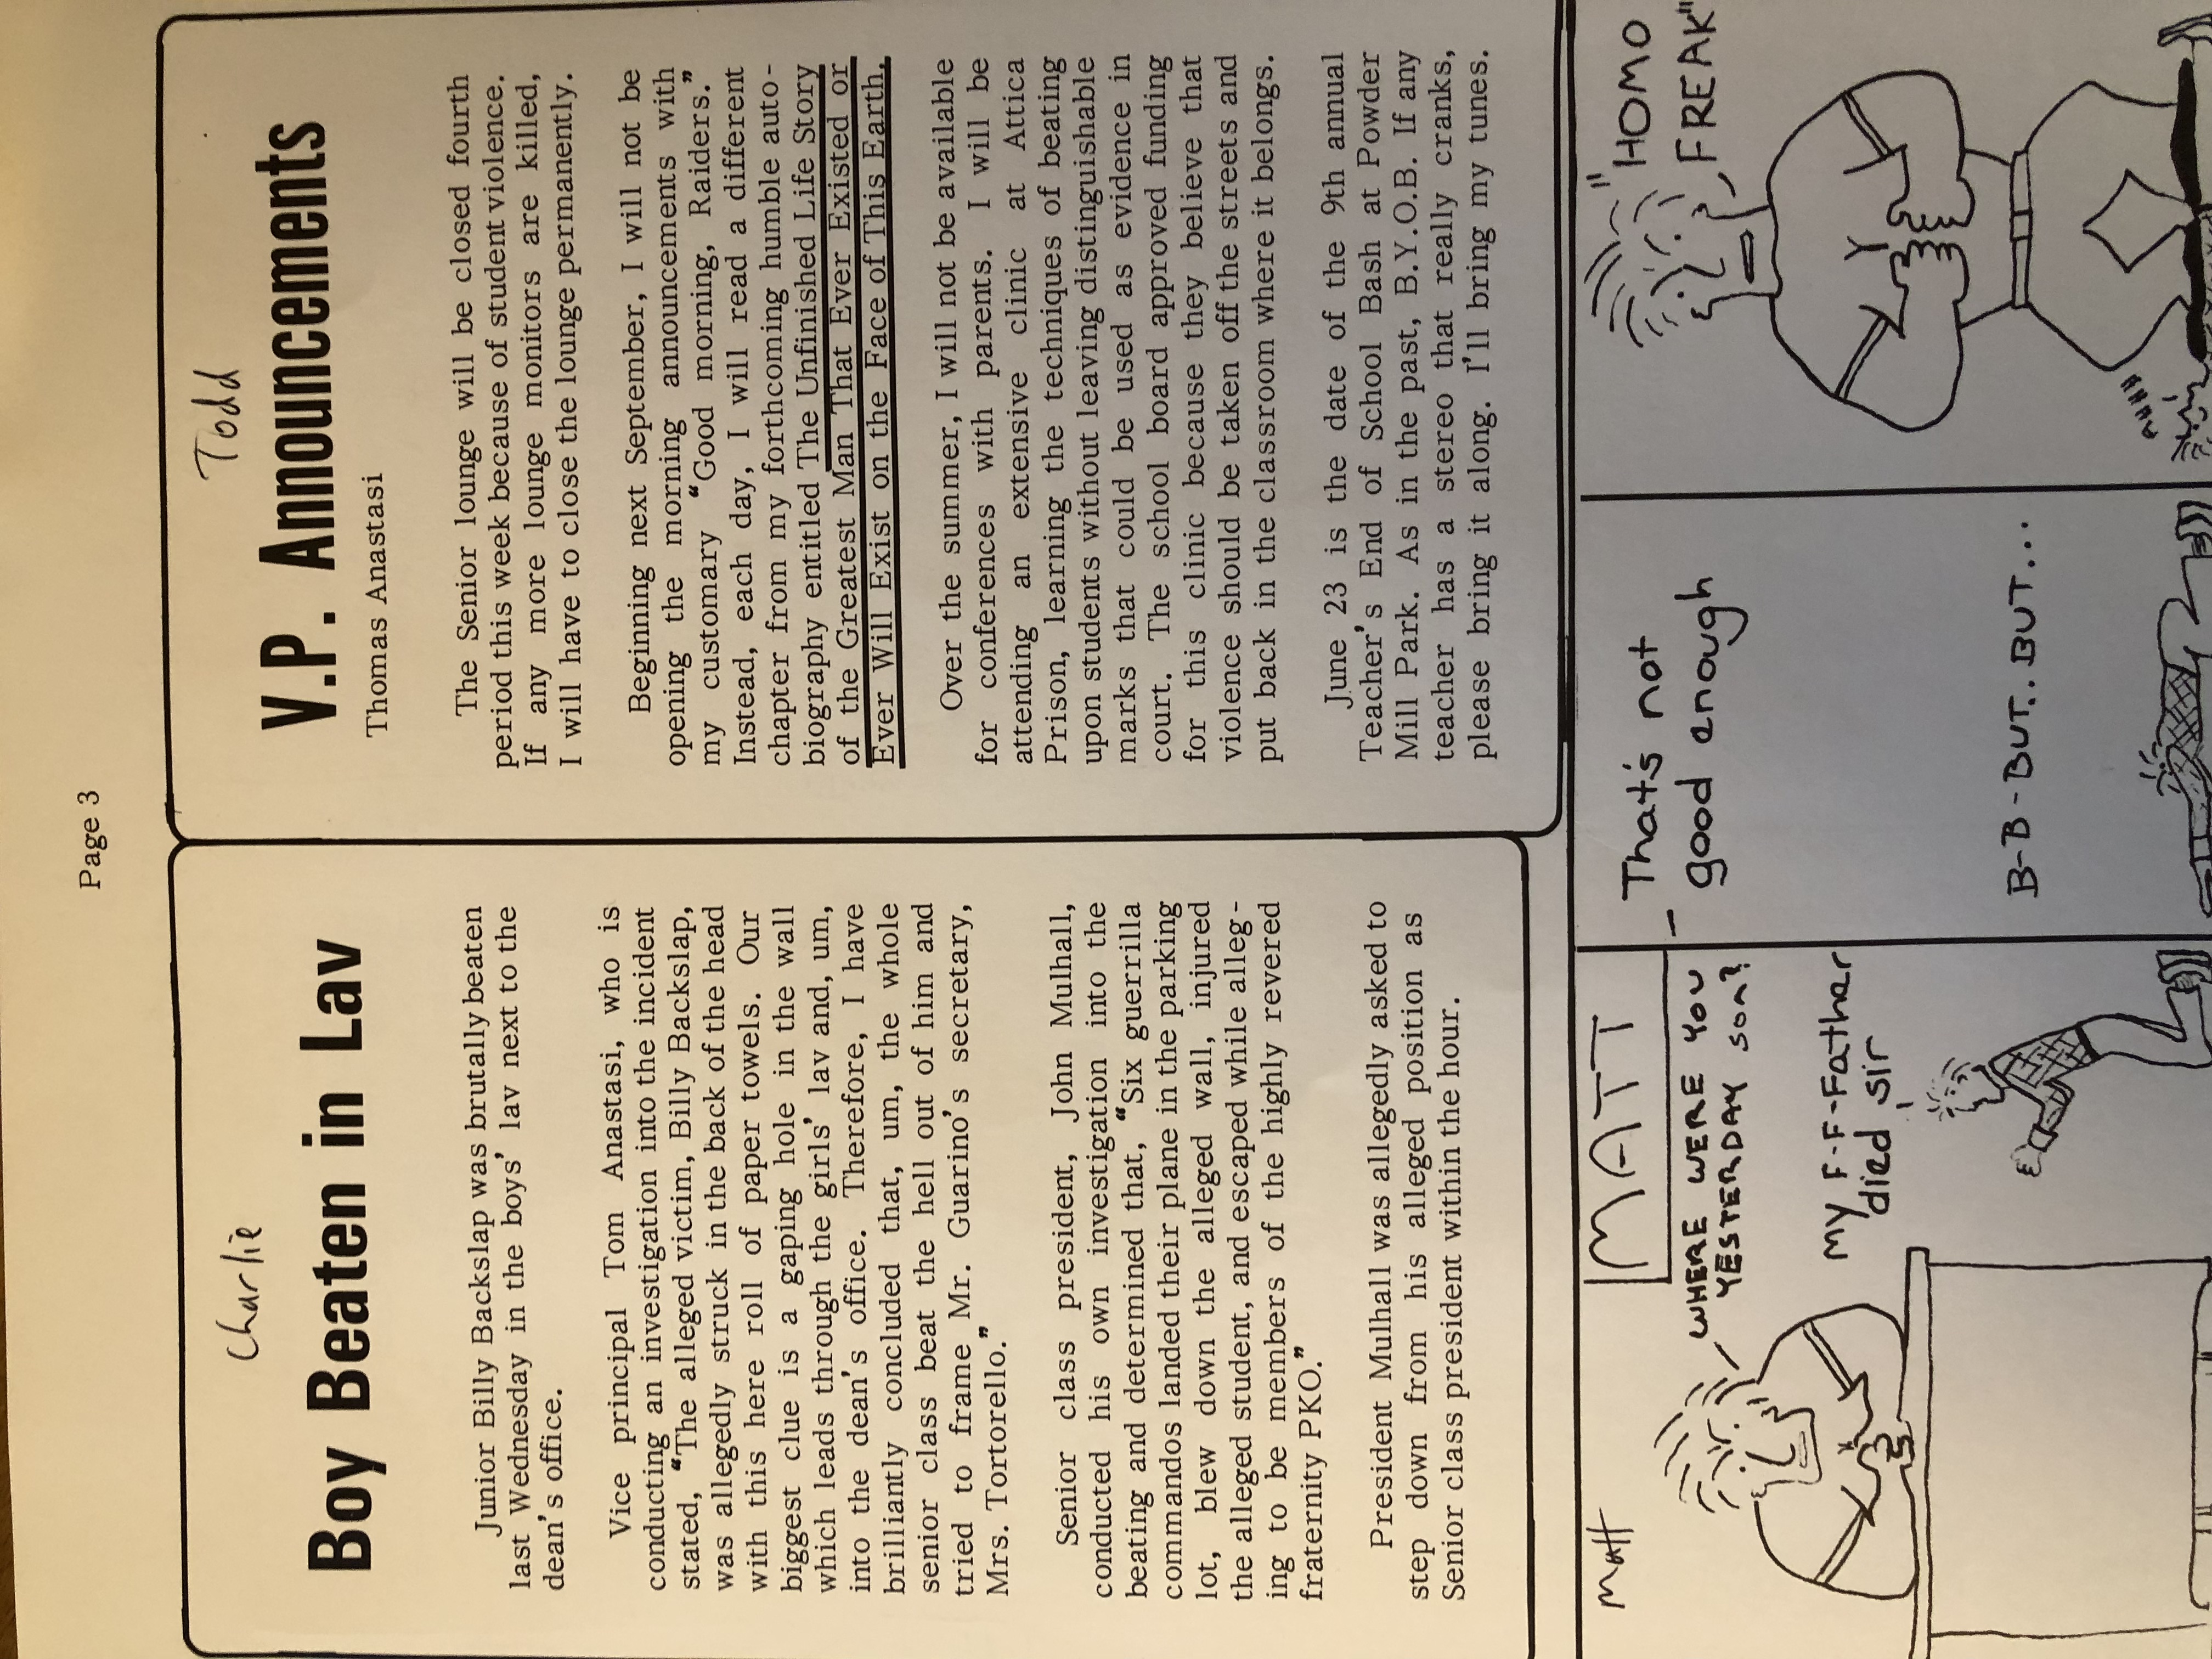 Page 3
Charlie
Boy Beaten in Lav
Junior Billy Backslap was brutally beaten
last Wednesday in the boys' lav next to the
dean's office.
Vice principal Tom Anastasi, who is
conducting an investigation into the incident
stated, "The alleged victim, Billy Backslap,
was allegedly struck in the back of the head
with this here roll of paper towels. Our
biggest clue is a gaping hole in the wall
which leads through the girls' lav and, um,
into the dean's office. Therefore, I have
brilliantly concluded that, um, the whole
senior class beat the hell out of him and
tried to frame Mr. Guarino's secretary,
Mrs. Tortorello."
Senior class president, John Mulhall,
conducted his own investigation into the
beating and determined that, "Six guerrilla
commandos landed their plane in the parking
lot, blew down the alleged wall, injured
the alleged student, and escaped while alleg-
ing to be members of the highly revered
fraternity PKO."
President Mulhall was allegedly asked to
step down from his alleged position as
Senior class president within the hour.
Todd
V.P. Announcements
Thomas Anastasi
The Senior lounge will be closed fourth
period this week because of student violence.
If any more lounge monitors are killed,
I will have to close the lounge permanently.
Beginning next September, I will not be
opening the morning announcements with
my customary "Good morning, Raiders."
Instead, each day, I will read a different
chapter from my forthcoming humble auto-
biography entitled The Unfinished Life Story
of the Greatest Man That Ever Existed or
Ever Will Exist on the Face of This Earth.
Over the summer, I will not be available
for conferences with parents. I will be
attending an extensive clinic at Attica
Prison, learning the techniques of beating
upon students without leaving distinguishable
marks that could be used as evidence in
court. The school board approved funding
for this clinic because they believe that
violence should be taken off the streets and
put back in the classroom where it belongs.
June 23 is the date of the 9th annual
Teacher's End of School Bash at Powder
Mill Park. As in the past, B.Y.O.B. If any
teacher has a stereo that really cranks,
please bring it along. I'll bring my tunes.
Matt
MATT
WHERE WERE YOU
YESTERDAY son?
My F-F-Father
died sir
That's not
good enough
B-B-BUT.. BUT...
"HOMO
FREAK"
AHHH